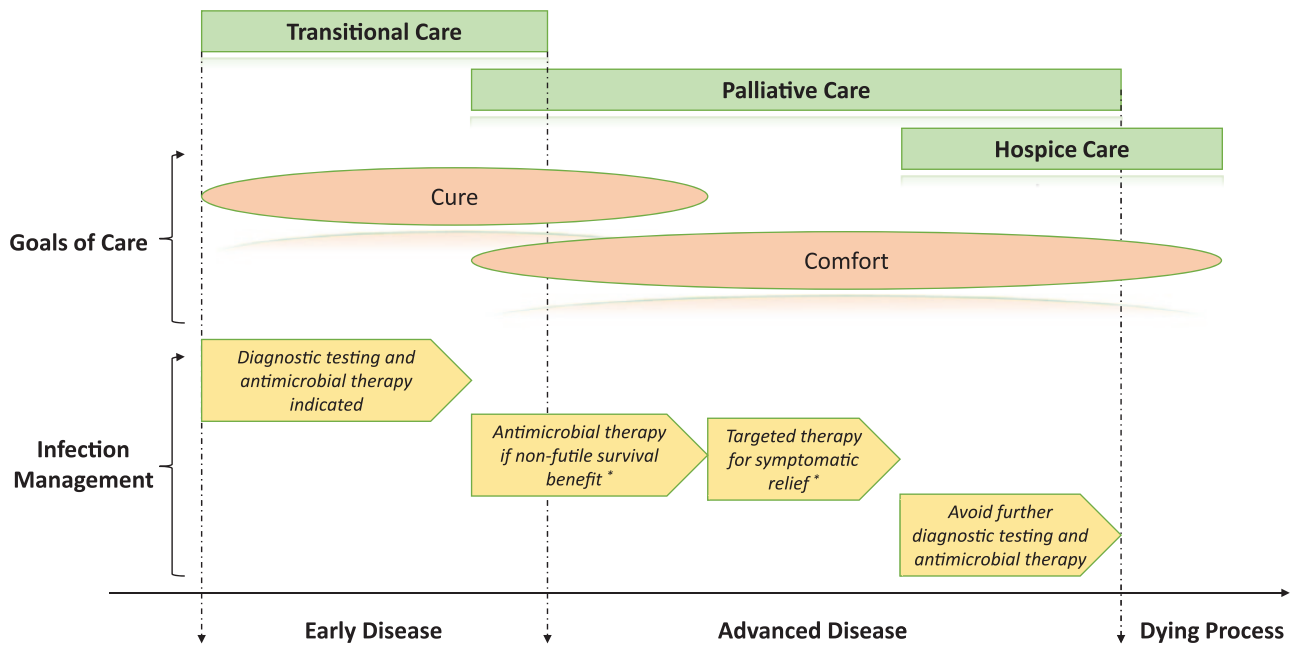 Transitional Care
Palliative Care
Hospice Care
Goals of Care
Cure
Comfort
Infection
Management
Diagnostic testing and
antimicrobial therapy
indicated
Antimicrobial therapy
if non-futile survival
benefit *
Targeted therapy
for symptomatic
relief *
Avoid further
diagnostic testing and
antimicrobial therapy
Early Disease
Advanced Disease
Dying Process